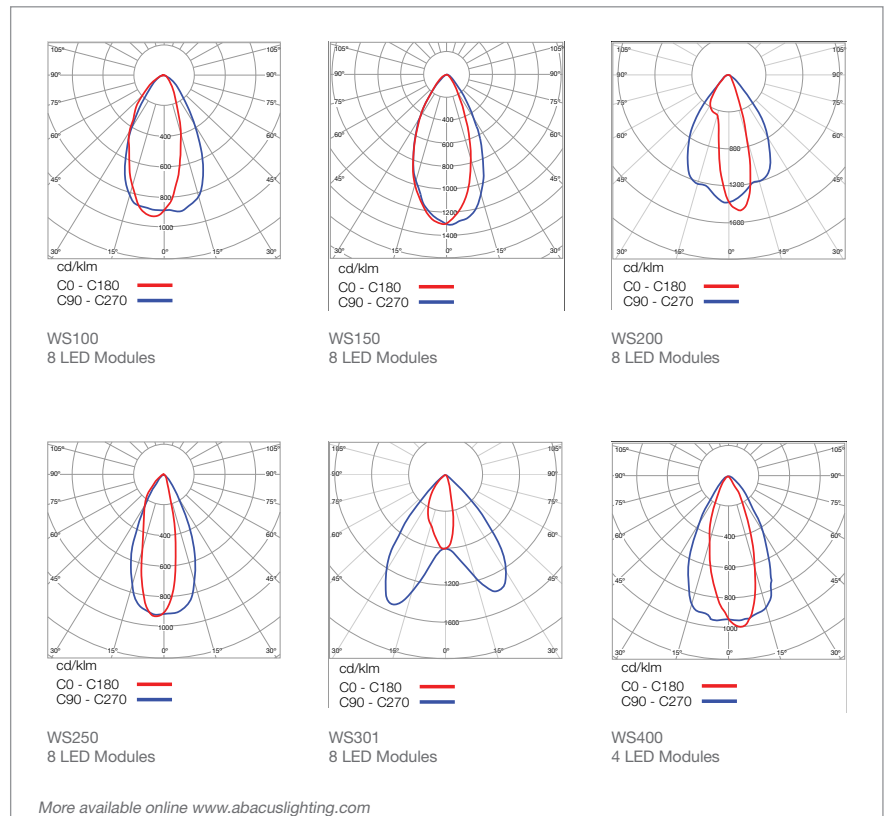 105° 105°
90° 90°
75° 75°
60° 60°
45° 45°
30° 15° 0° 15° 30°
400
600
800
1000
cd/klm
C0 - C180
C90 - C270
WS100
8 LED Modules
105° 105°
90° 90°
75° 75°
60° 60°
45° 45°
30° 15° 0° 15° 30°
400
600
800
1000
1200
1400
cd/klm
C0 - C180
C90 - C270
WS150
8 LED Modules
105° 105°
90° 90°
75° 75°
60° 60°
45° 45°
30° 15° 0° 15° 30°
800
1200
1600
cd/klm
C0 - C180
C90 - C270
WS200
8 LED Modules
105° 105°
90° 90°
75° 75°
60° 60°
45° 45°
30° 15° 0° 15° 30°
400
600
800
1000
cd/klm
C0 - C180
C90 - C270
WS250
8 LED Modules
105° 105°
90° 90°
75° 75°
60° 60°
45° 45°
30° 15° 0° 15° 30°
1200
1600
cd/klm
C0 - C180
C90 - C270
WS301
8 LED Modules
105° 105°
90° 90°
75° 75°
60° 60°
45° 45°
30° 15° 0° 15° 30°
400
600
800
1000
cd/klm
C0 - C180
C90 - C270
WS400
4 LED Modules
More available online www.abacuslighting.com